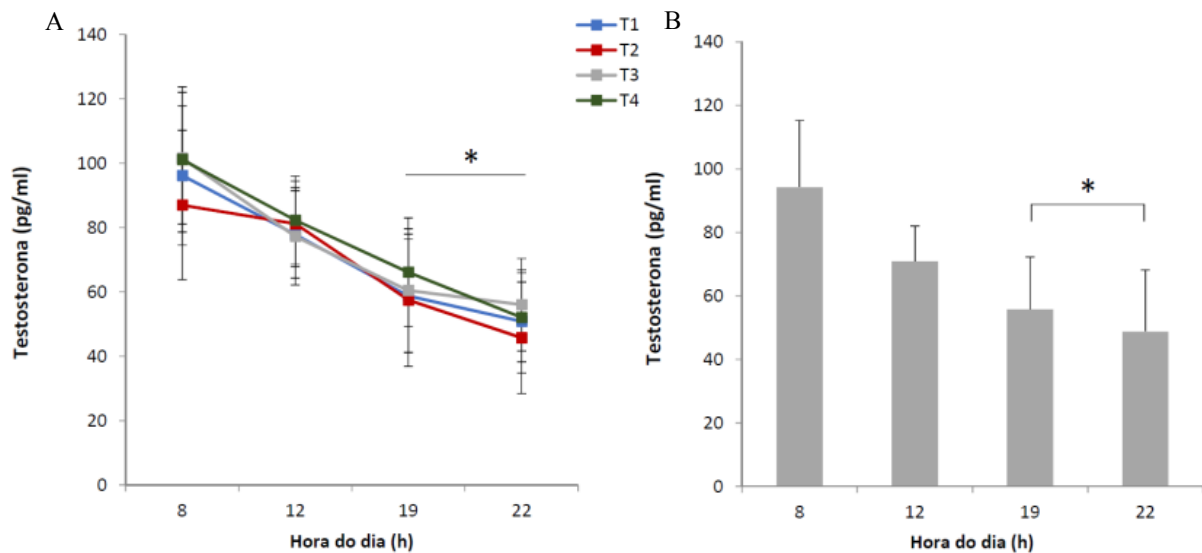 A
T1
T2
T3
T4
140
120
100
80
60
40
20
0
*
8 12 19 22
Hora do dia (h)
Testosterona (pg/ml)
B
140
120
100
80
60
40
20
0
*
8 12 19 22
Hora do dia (h)
Testosterona (pg/ml)